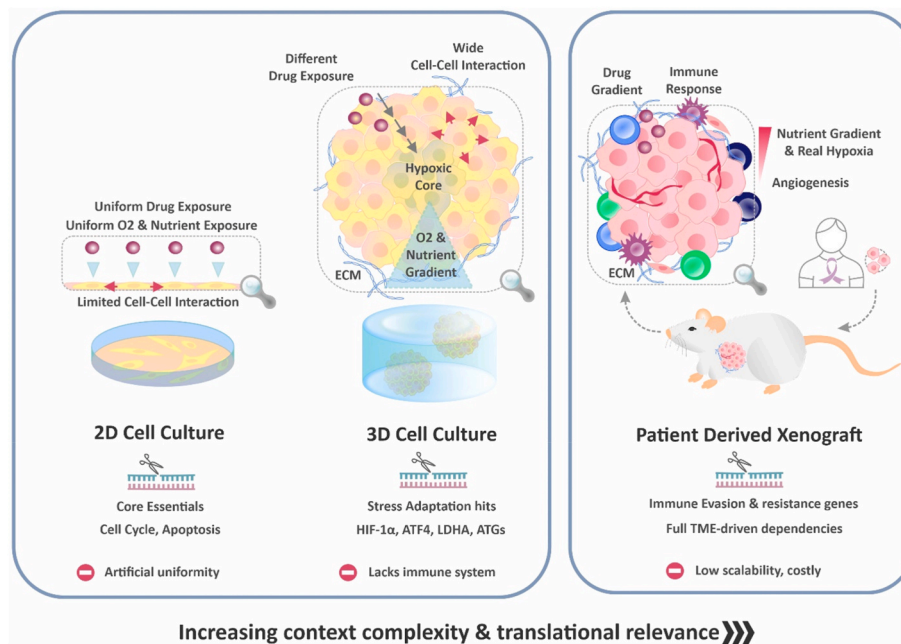 Uniform Drug Exposure
Uniform O2 & Nutrient Exposure
Limited Cell-Cell Interaction
2D Cell Culture
Core Essentials
Cell Cycle, Apoptosis
Artificial uniformity
Different
Drug Exposure
Wide
Cell-Cell Interaction
Hypoxic
Core
O2 &
Nutrient
Gradient
ECM
3D Cell Culture
Stress Adaptation hits
HIF-1α, ATF4, LDHA, ATGs
Lacks immune system
Drug
Gradient
Immune
Response
Nutrient Gradient
& Real Hypoxia
Angiogenesis
ECM
Patient Derived Xenograft
Immune Evasion & resistance genes
Full TME-driven dependencies
Low scalability, costly
Increasing context complexity & translational relevance